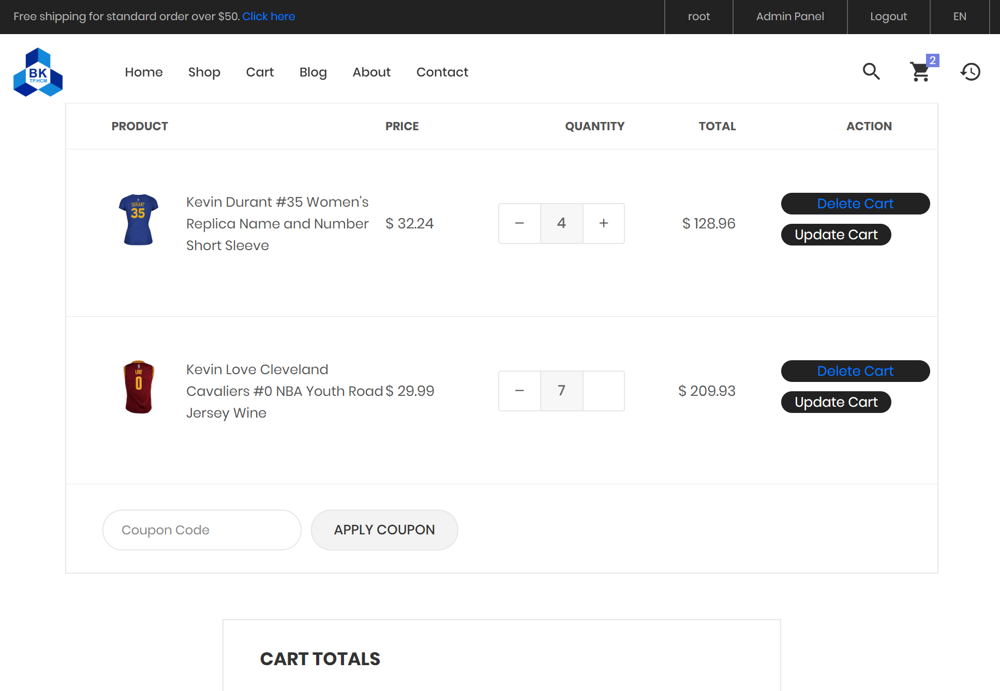 Free shipping for standard order over $50. Click here
root
Admin Panel
Logout
EN
BK
TP.HCM
Home
Shop
Cart
Blog
About
Contact
2
PRODUCT
PRICE
QUANTITY
TOTAL
ACTION
DURANT
35
Kevin Durant #35 Women's
Replica Name and Number
Short Sleeve
$ 32.24
− 4 +
$ 128.96
Delete Cart
Update Cart
LOVE
0
Kevin Love Cleveland
Cavaliers #0 NBA Youth Road
Jersey Wine
$ 29.99
− 7
$ 209.93
Delete Cart
Update Cart
Coupon Code
APPLY COUPON
CART TOTALS